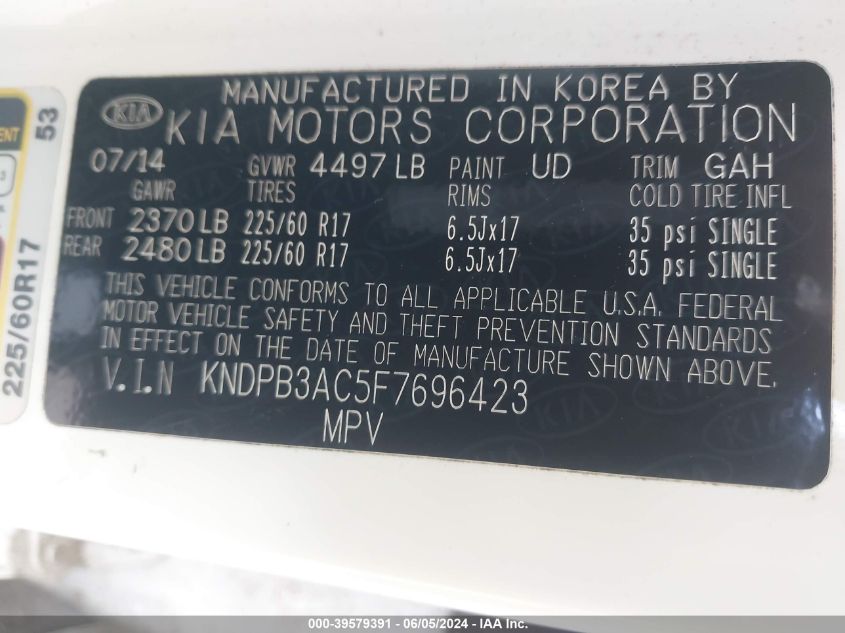 MANUFACTURED IN KOREA BY
KIA KIA MOTORS CORPORATION
07/14 GVWR 4497 LB PAINT UD TRIM GAH
GAWR TIRES RIMS COLD TIRE INFL
FRONT 2370 LB 225/60 R17 6.5Jx17 35 psi SINGLE
REAR 2480 LB 225/60 R17 6.5Jx17 35 psi SINGLE
THIS VEHICLE CONFORMS TO ALL APPLICABLE U.S.A. FEDERAL
MOTOR VEHICLE SAFETY AND THEFT PREVENTION STANDARDS
IN EFFECT ON THE DATE OF MANUFACTURE SHOWN ABOVE.
V.I.N KNDPB3AC5F7696423
MPV
53
225/60R17
000-39579391 - 06/05/2024 - IAA Inc.